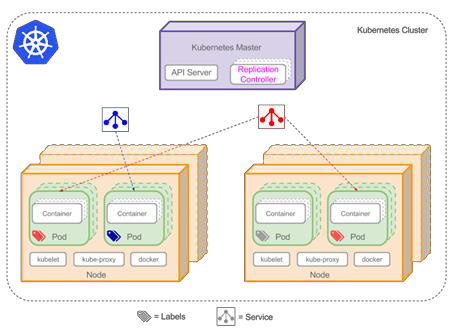 Kubernetes Cluster
Kubernetes Master
API Server
Replication
Controller
Container
Container
Pod
Pod
kubelet
kube-proxy
docker
Node
Container
Container
Pod
Pod
kubelet
kube-proxy
docker
Node
= Labels
= Service